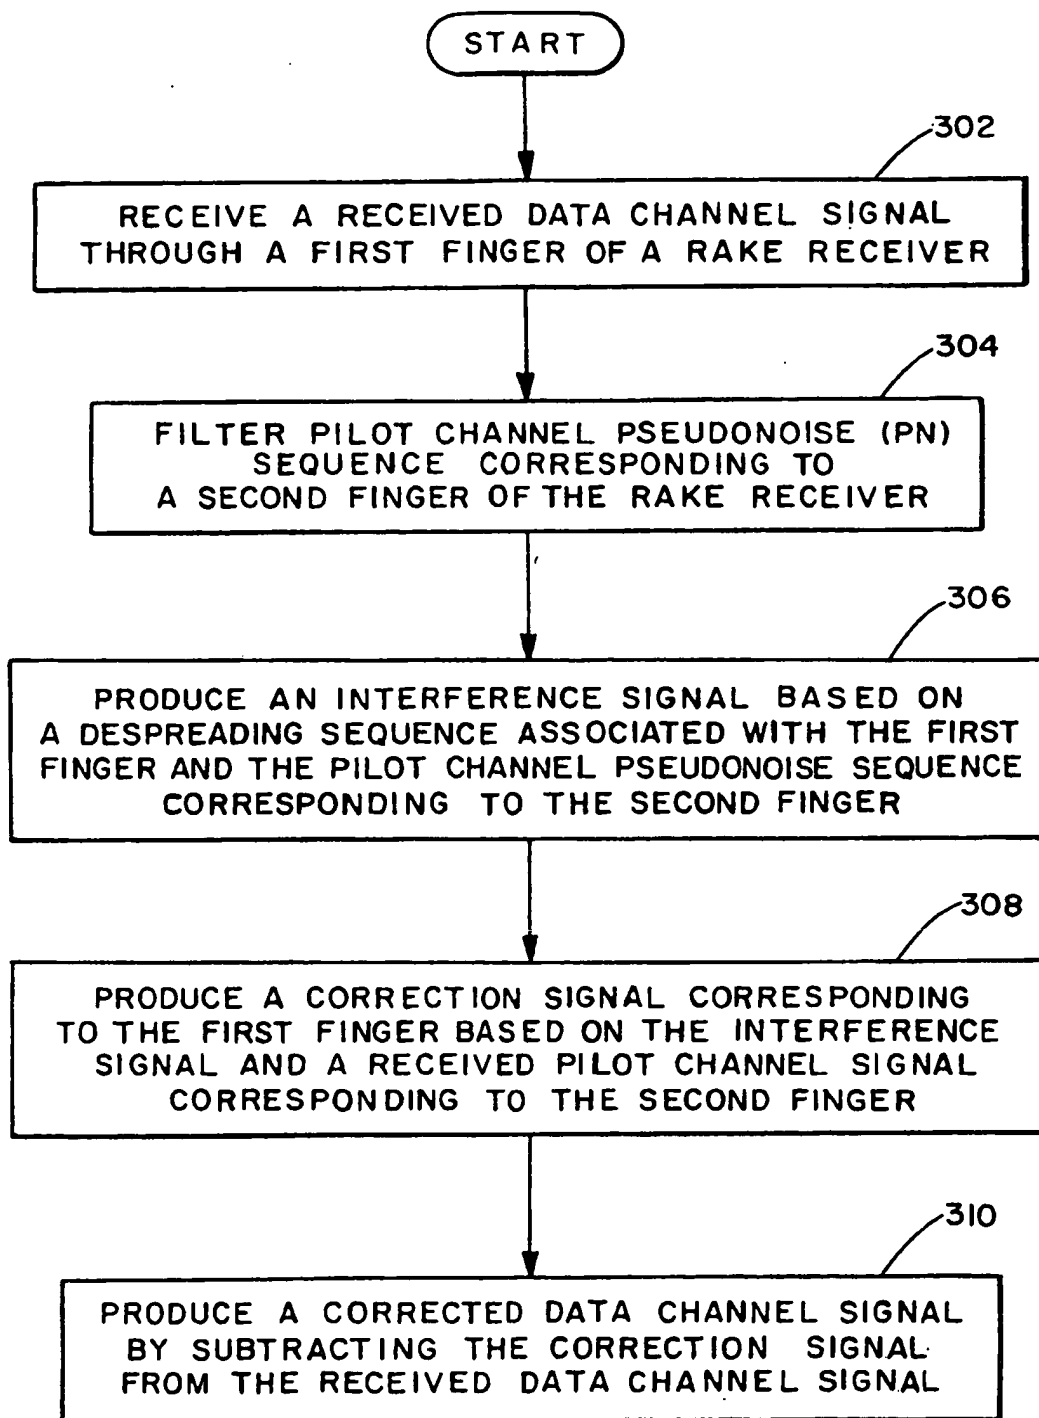 START
302
RECEIVE A RECEIVED DATA CHANNEL SIGNAL
THROUGH A FIRST FINGER OF A RAKE RECEIVER
304
FILTER PILOT CHANNEL PSEUDONOISE (PN)
SEQUENCE CORRESPONDING TO
A SECOND FINGER OF THE RAKE RECEIVER
306
PRODUCE AN INTERFERENCE SIGNAL BASED ON
A DESPREADING SEQUENCE ASSOCIATED WITH THE FIRST
FINGER AND THE PILOT CHANNEL PSEUDONOISE SEQUENCE
CORRESPONDING TO THE SECOND FINGER
308
PRODUCE A CORRECTION SIGNAL CORRESPONDING
TO THE FIRST FINGER BASED ON THE INTERFERENCE
SIGNAL AND A RECEIVED PILOT CHANNEL SIGNAL
CORRESPONDING TO THE SECOND FINGER
310
PRODUCE A CORRECTED DATA CHANNEL SIGNAL
BY SUBTRACTING THE CORRECTION SIGNAL
FROM THE RECEIVED DATA CHANNEL SIGNAL